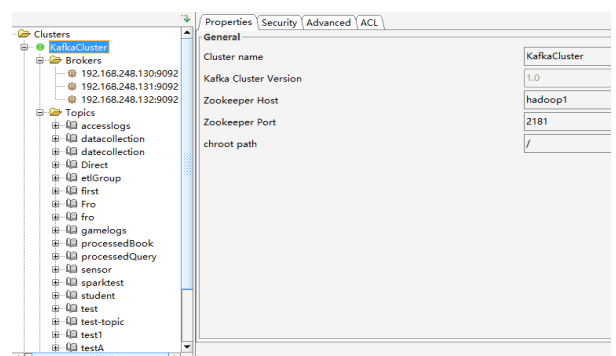 Clusters
KafkaCluster
Brokers
192.168.248.130:9092
192.168.248.131:9092
192.168.248.132:9092
Topics
accesslogs
datacollection
datecollection
Direct
etlGroup
first
Fro
fro
gamelogs
processedBook
processedQuery
sensor
sparktest
student
test
test-topic
test1
testA
Properties Security Advanced ACL
General
Cluster name KafkaCluster
Kafka Cluster Version 1.0
Zookeeper Host hadoop1
Zookeeper Port 2181
chroot path /